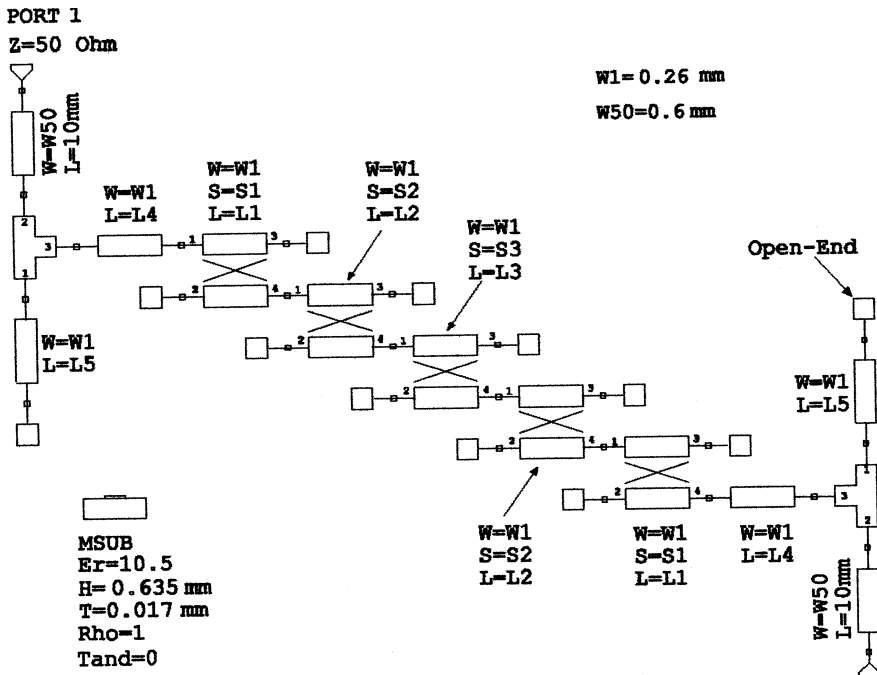 PORT 1
Z=50 Ohm
W1=0.26 mm
W50=0.6 mm
W=W50
L=10mm
W=W1
L=L4
W=W1
S=S1
L=L1
W=W1
S=S2
L=L2
W=W1
S=S3
L=L3
Open-End
2
3
1
1
3
2
4
1
3
2
4
1
3
2
4
1
3
2
4
1
3
2
4
W=W1
L=L5
W=W1
L=L5
1
3
2
W=W1
S=S2
L=L2
W=W1
S=S1
L=L1
W=W1
L=L4
W=W50
L=10mm
MSUB
Er=10.5
H=0.635 mm
T=0.017 mm
Rho=1
Tand=0